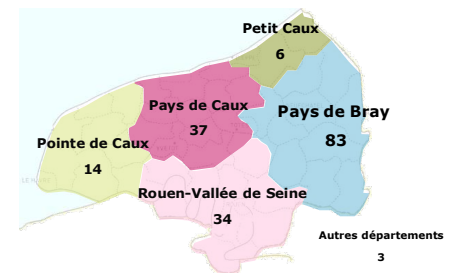 Petit Caux
6
Pays de Caux
37
Pays de Bray
83
Pointe de Caux
14
Rouen-Vallée de Seine
34
Autres départements
3